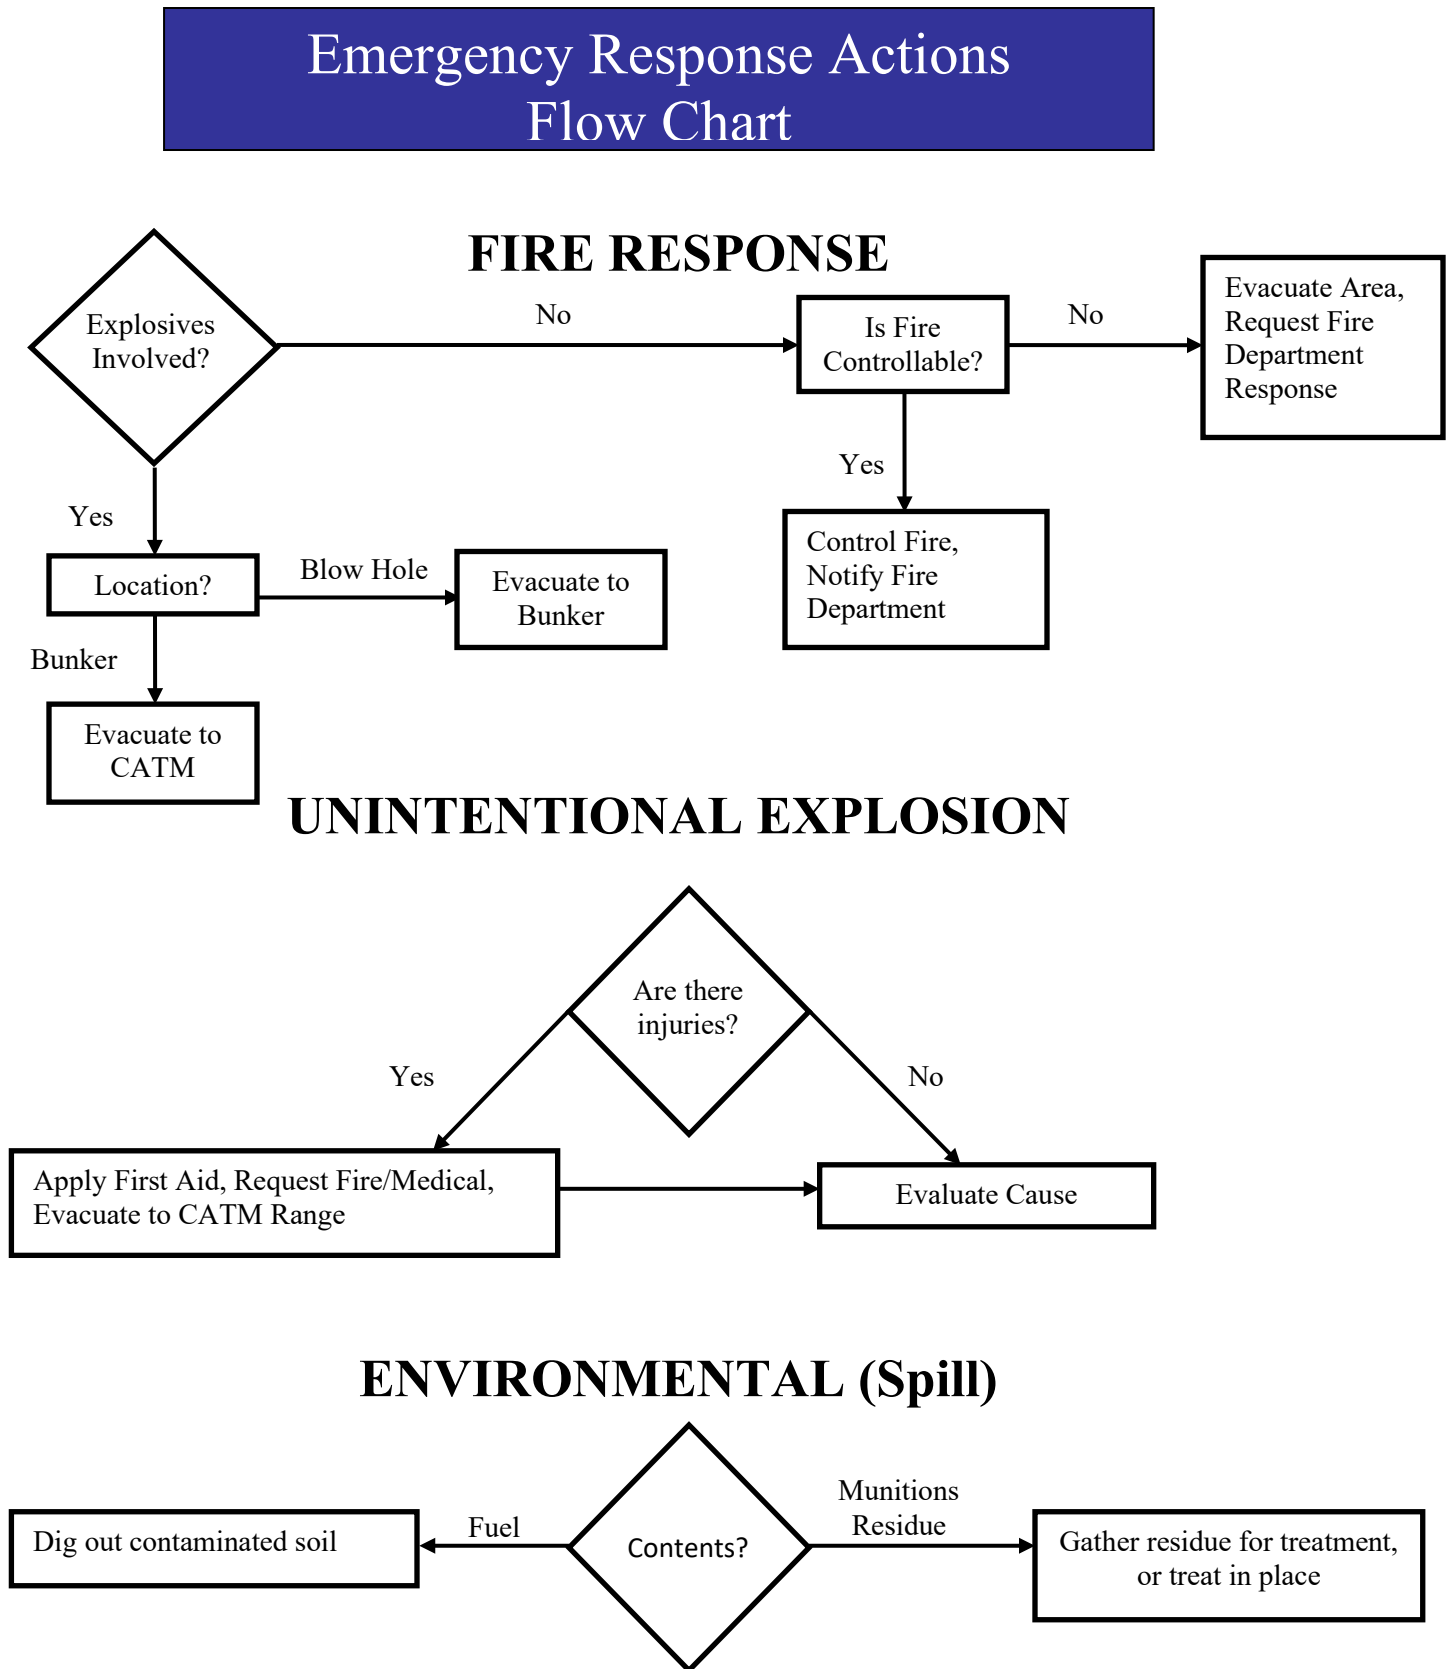 Emergency Response Actions
Flow Chart
FIRE RESPONSE
Explosives
Involved?
No
Is Fire
Controllable?
No
Evacuate Area,
Request Fire
Department
Response
Yes
Control Fire,
Notify Fire
Department
Yes
Location?
Blow Hole
Evacuate to
Bunker
Bunker
Evacuate to
CATM
UNINTENTIONAL EXPLOSION
Are there
injuries?
Yes
No
Apply First Aid, Request Fire/Medical,
Evacuate to CATM Range
Evaluate Cause
ENVIRONMENTAL (Spill)
Contents?
Fuel
Dig out contaminated soil
Munitions
Residue
Gather residue for treatment,
or treat in place